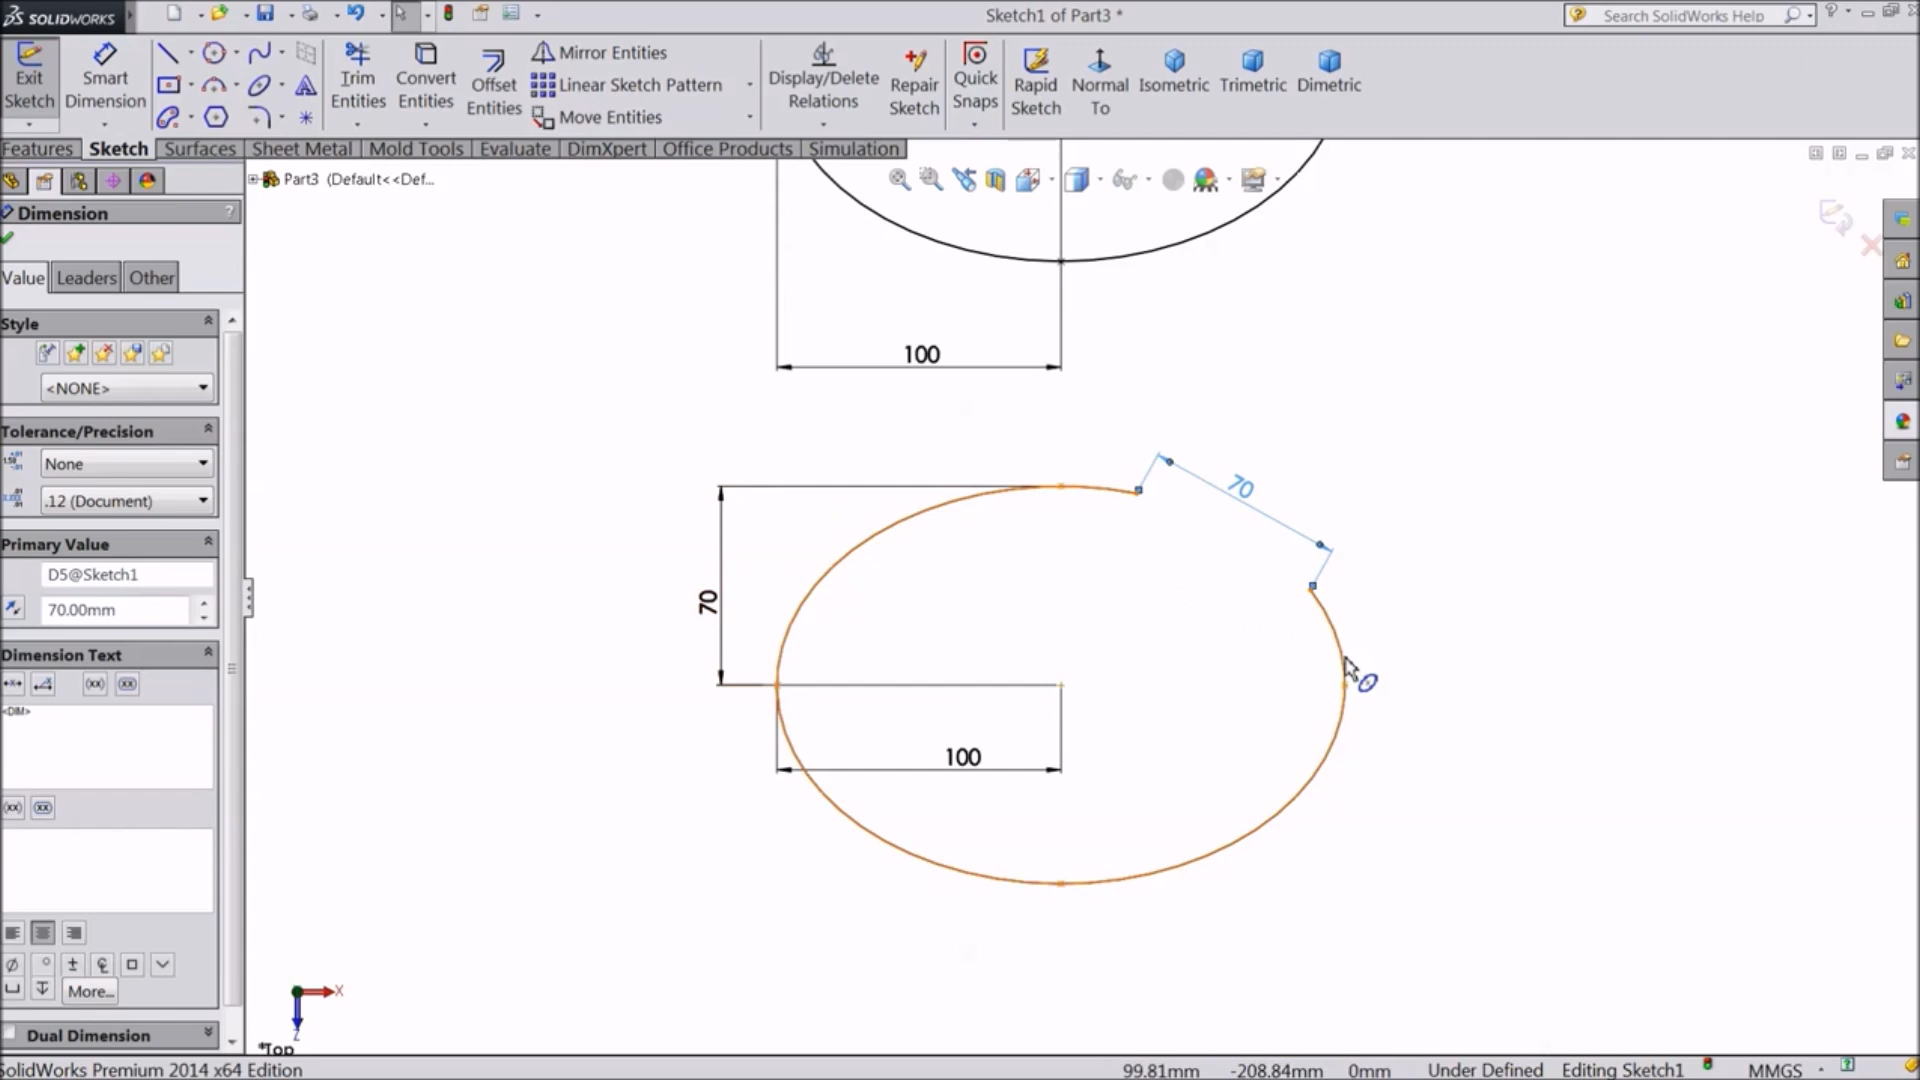 SOLIDWORKS
Sketch1 of Part3 *
Search SolidWorks Help
Exit Sketch
Smart Dimension
Trim Entities
Convert Entities
Offset Entities
Mirror Entities
Linear Sketch Pattern
Move Entities
Display/Delete Relations
Repair Sketch
Quick Snaps
Rapid Sketch
Normal To
Isometric
Trimetric
Dimetric
Features Sketch Surfaces Sheet Metal Mold Tools Evaluate DimXpert Office Products Simulation
Part3 (Default<<Def...
Dimension ?
Value Leaders Other
Style
<NONE>
Tolerance/Precision
None
.12 (Document)
Primary Value
D5@Sketch1
70.00mm
Dimension Text
(xx) (xx)
<DIM>
(xx) (xx)
More...
Dual Dimension
100
70
70
100
X
Z
*Top
SolidWorks Premium 2014 x64 Edition
99.81mm -208.84mm 0mm Under Defined Editing Sketch1 MMGS